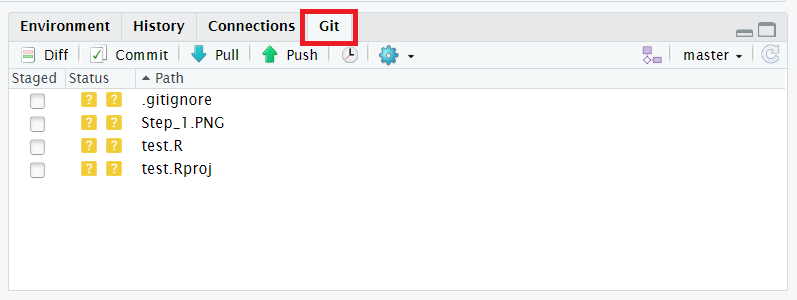 Environment History Connections Git
Diff Commit Pull Push master
Staged Status Path
? ? .gitignore
? ? Step_1.PNG
? ? test.R
? ? test.Rproj